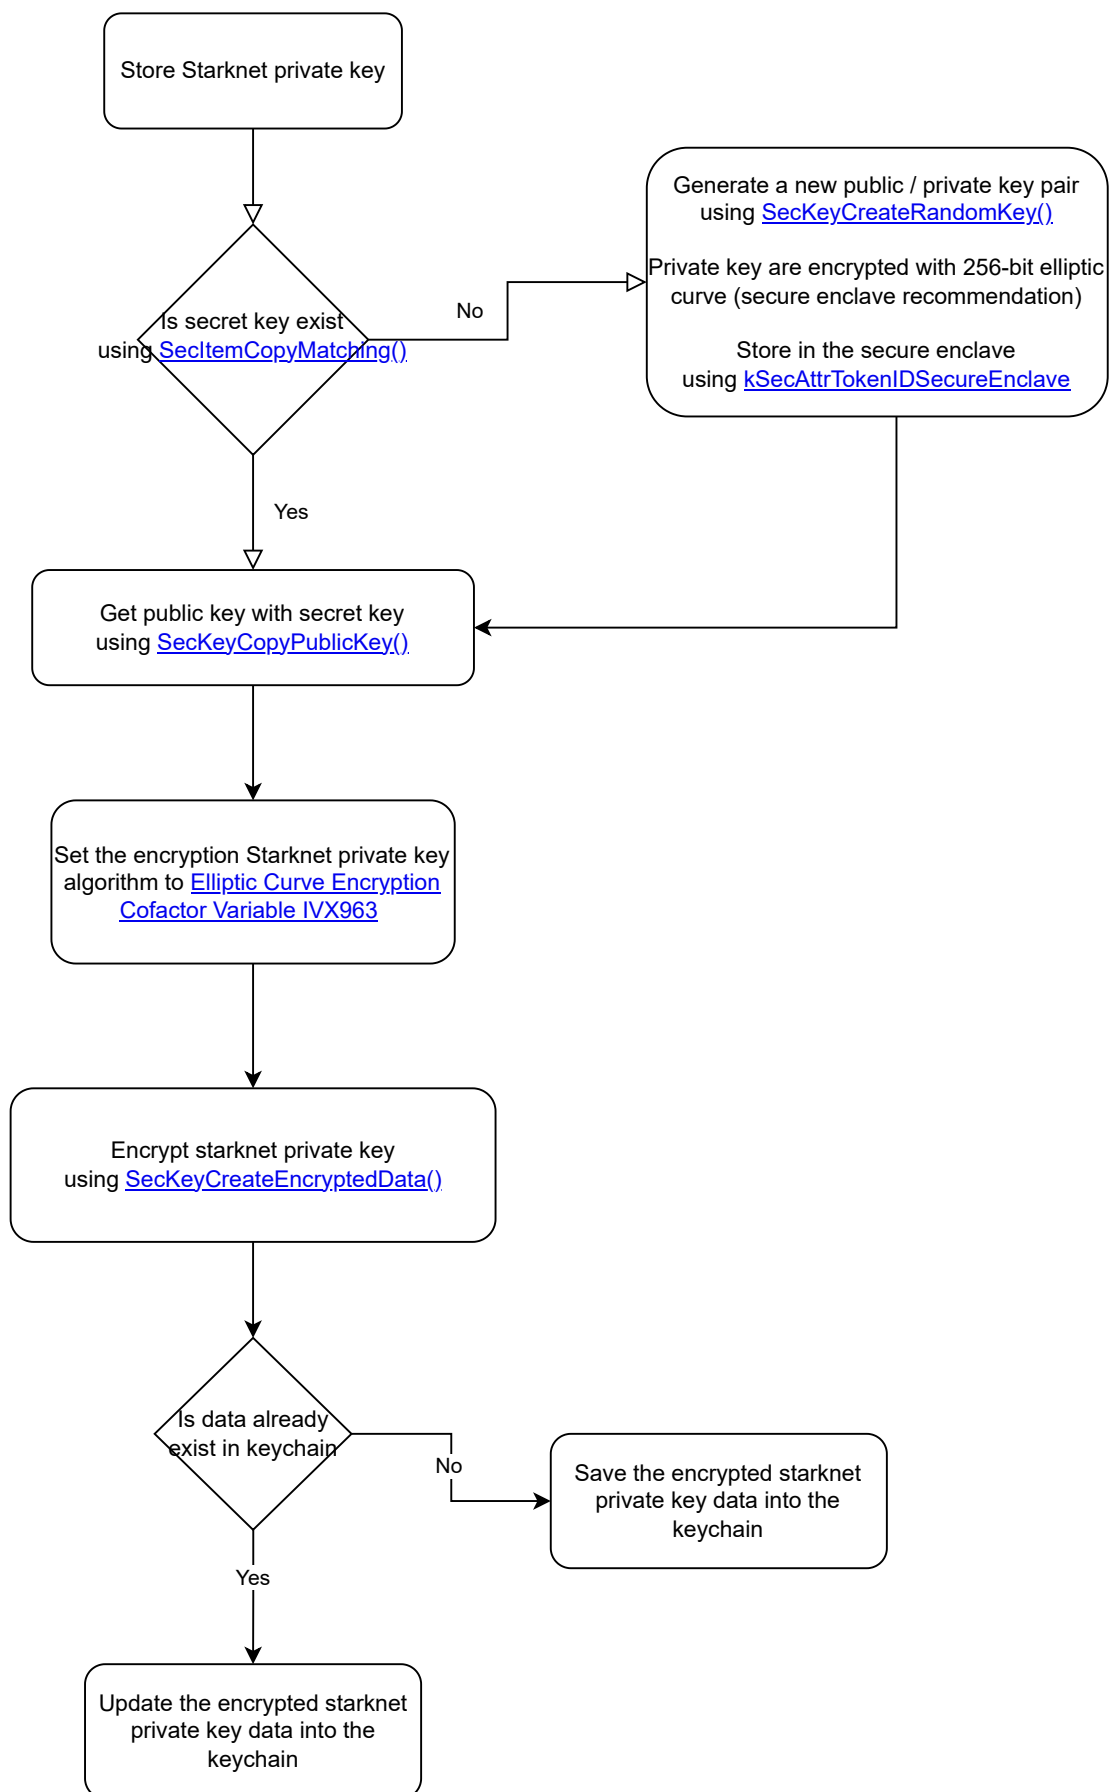 Store Starknet private key
Generate a new public / private key pair
using SecKeyCreateRandomKey()
Private key are encrypted with 256-bit elliptic
curve (secure enclave recommendation)
Store in the secure enclave
using kSecAttrTokenIDSecureEnclave
No
Is secret key exist
using SecItemCopyMatching()
Yes
Get public key with secret key
using SecKeyCopyPublicKey()
Set the encryption Starknet private key
algorithm to Elliptic Curve Encryption
Cofactor Variable IVX963
Encrypt starknet private key
using SecKeyCreateEncryptedData()
Is data already
exist in keychain
No
Save the encrypted starknet
private key data into the
keychain
Yes
Update the encrypted starknet
private key data into the
keychain